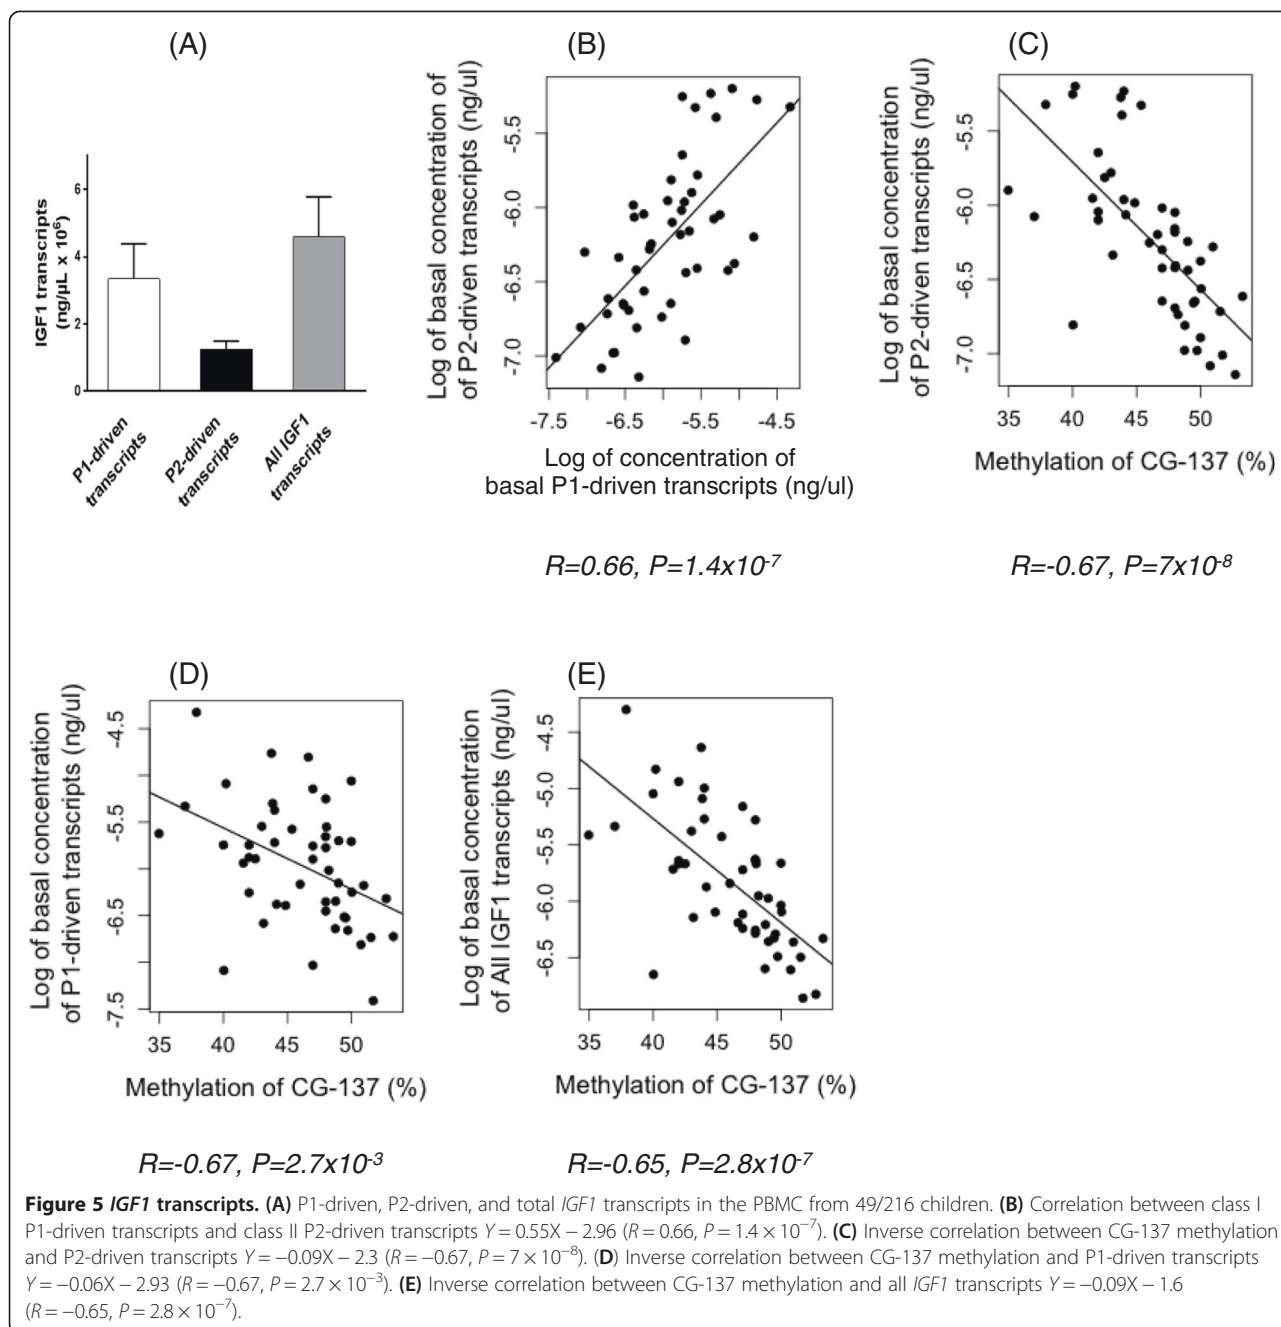 (A)
IGF1 transcripts
(ng/µL x 10⁶)
6
4
2
0
P1-driven
transcripts
P2-driven
transcripts
All IGF1
transcripts
(B)
Log of basal concentration of
of P2-driven transcripts (ng/ul)
-5.5
-6.0
-6.5
-7.0
-7.5
-6.5
-5.5
-4.5
Log of concentration of
basal P1-driven transcripts (ng/ul)
R=0.66, P=1.4x10⁻⁷
(C)
Log of basal concentration
of P2-driven transcripts (ng/ul)
-5.5
-6.0
-6.5
-7.0
35
40
45
50
Methylation of CG-137 (%)
R=-0.67, P=7x10⁻⁸
(D)
Log of basal concentration
of P1-driven transcripts (ng/ul)
-4.5
-5.5
-6.5
-7.5
35
40
45
50
Methylation of CG-137 (%)
R=-0.67, P=2.7x10⁻³
(E)
Log of basal concentration
of All IGF1 transcripts (ng/ul)
-4.5
-5.0
-5.5
-6.0
-6.5
35
40
45
50
Methylation of CG-137 (%)
R=-0.65, P=2.8x10⁻⁷
Figure 5 IGF1 transcripts. (A) P1-driven, P2-driven, and total IGF1 transcripts in the PBMC from 49/216 children. (B) Correlation between class I
P1-driven transcripts and class II P2-driven transcripts Y = 0.55X − 2.96 (R = 0.66, P = 1.4 × 10⁻⁷). (C) Inverse correlation between CG-137 methylation
and P2-driven transcripts Y = −0.09X − 2.3 (R = −0.67, P = 7 × 10⁻⁸). (D) Inverse correlation between CG-137 methylation and P1-driven transcripts
Y = −0.06X − 2.93 (R = −0.67, P = 2.7 × 10⁻³). (E) Inverse correlation between CG-137 methylation and all IGF1 transcripts Y = −0.09X − 1.6
(R = −0.65, P = 2.8 × 10⁻⁷).